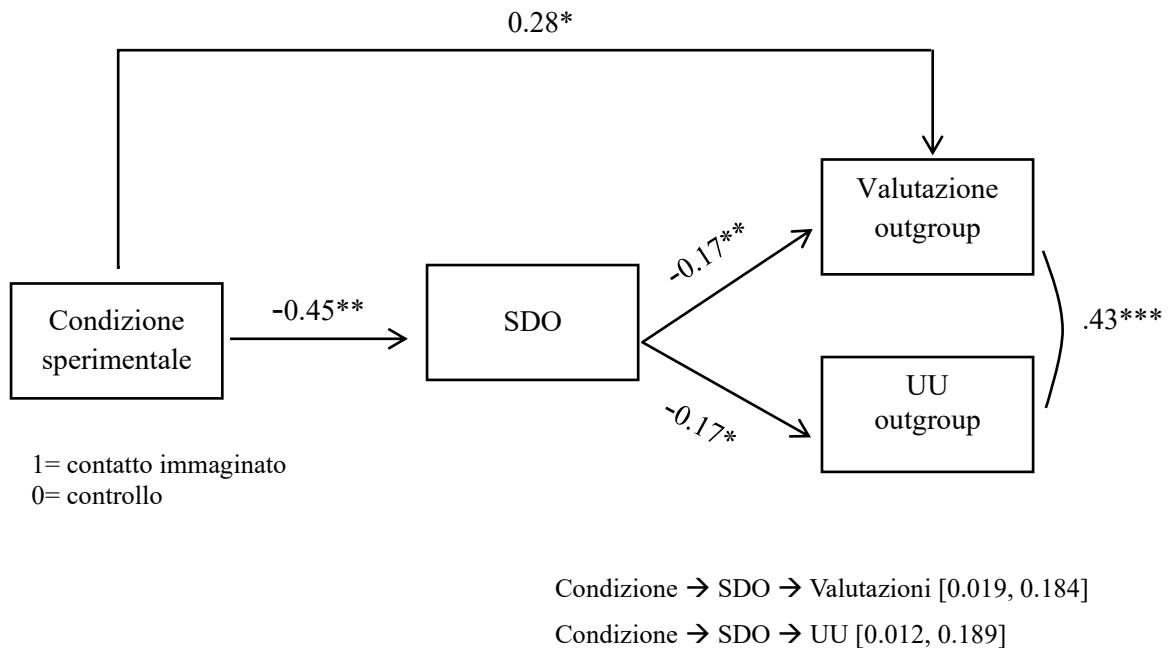 0.28*
Valutazione
outgroup
-0.17**
Condizione
sperimentale
-0.45**
SDO
.43***
-0.17*
UU
outgroup
1= contatto immaginato
0= controllo
Condizione → SDO → Valutazioni [0.019, 0.184]
Condizione → SDO → UU [0.012, 0.189]